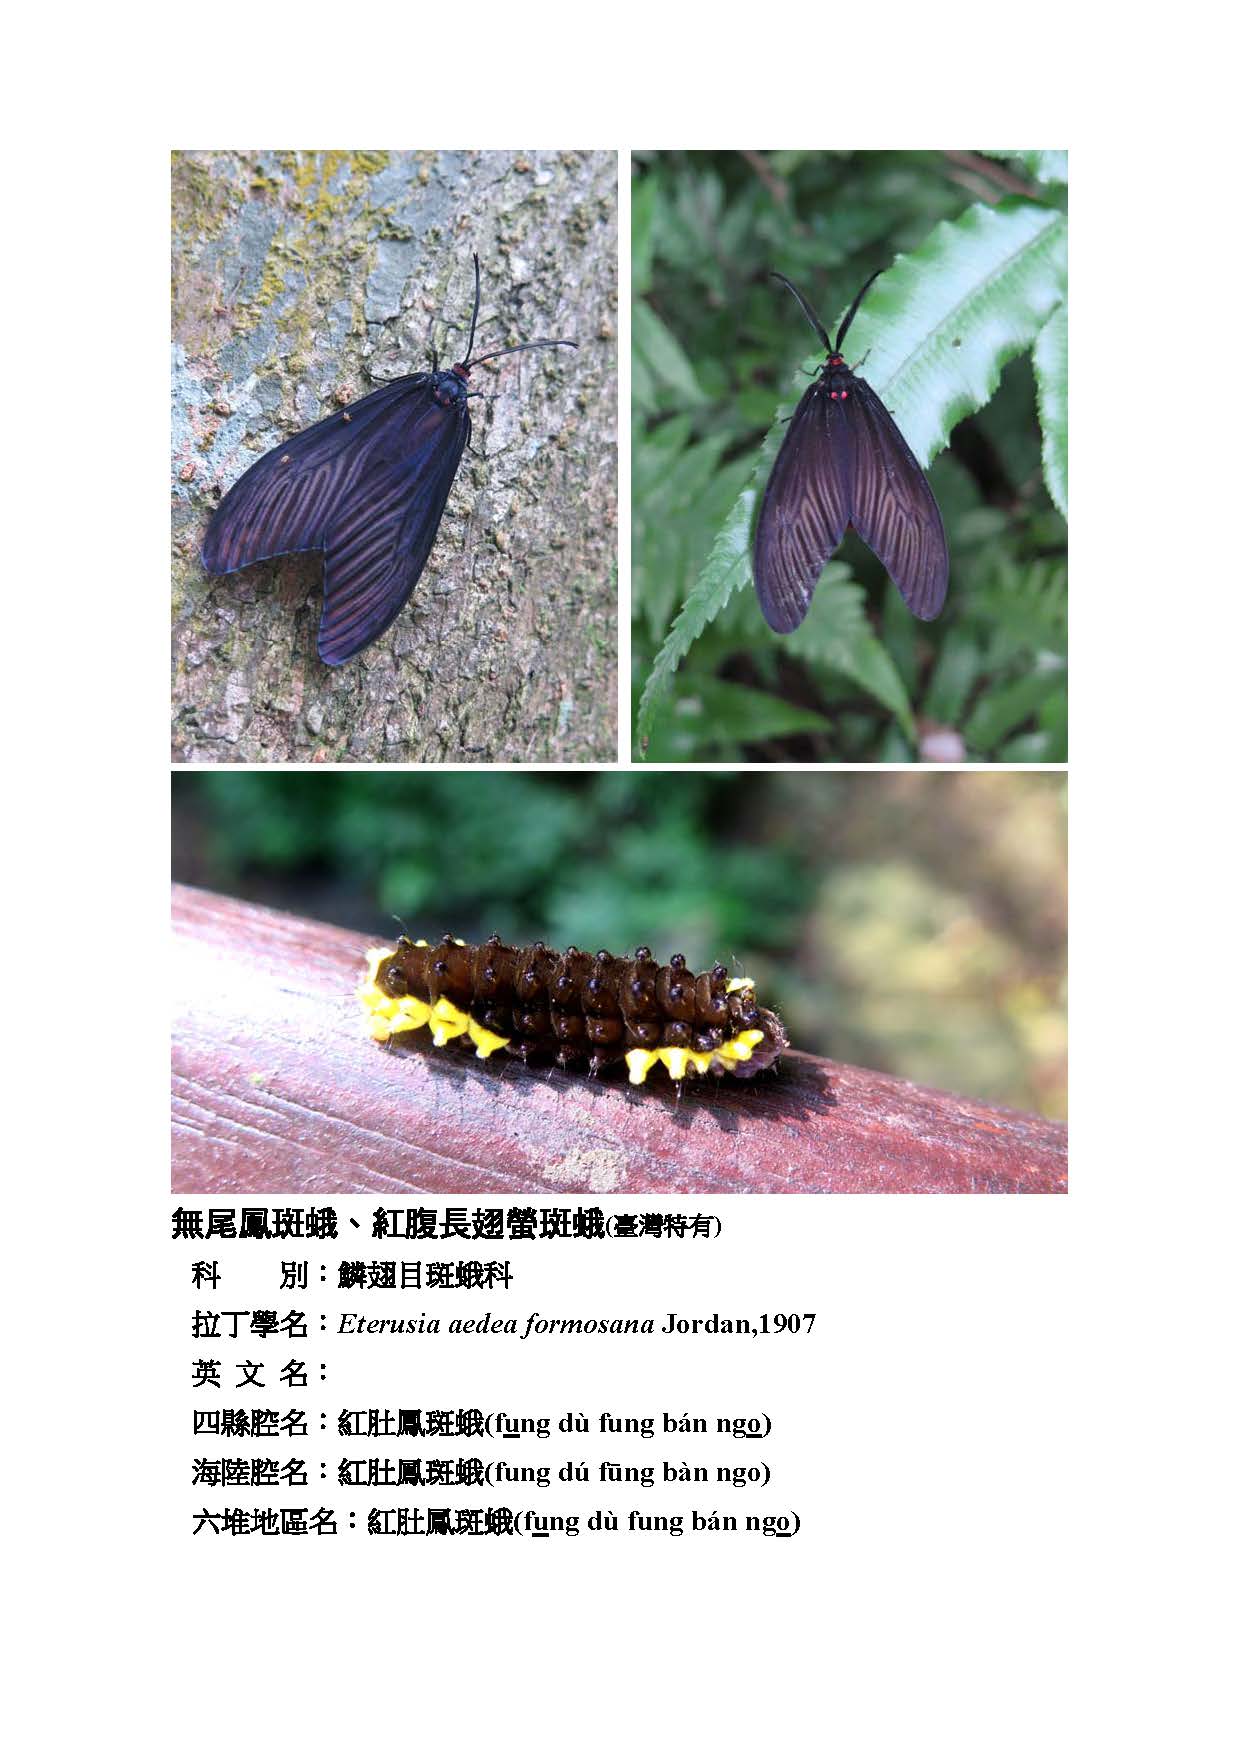 無尾鳳斑蛾、紅腹長翅螢斑蛾(臺灣特有)
科　　別：鱗翅目斑蛾科
拉丁學名：Eterusia aedea formosana Jordan,1907
英 文 名：
四縣腔名：紅肚鳳斑蛾(fung dù fung bán ngo)
海陸腔名：紅肚鳳斑蛾(fung dú fūng bàn ngo)
六堆地區名：紅肚鳳斑蛾(fung dù fung bán ngo)